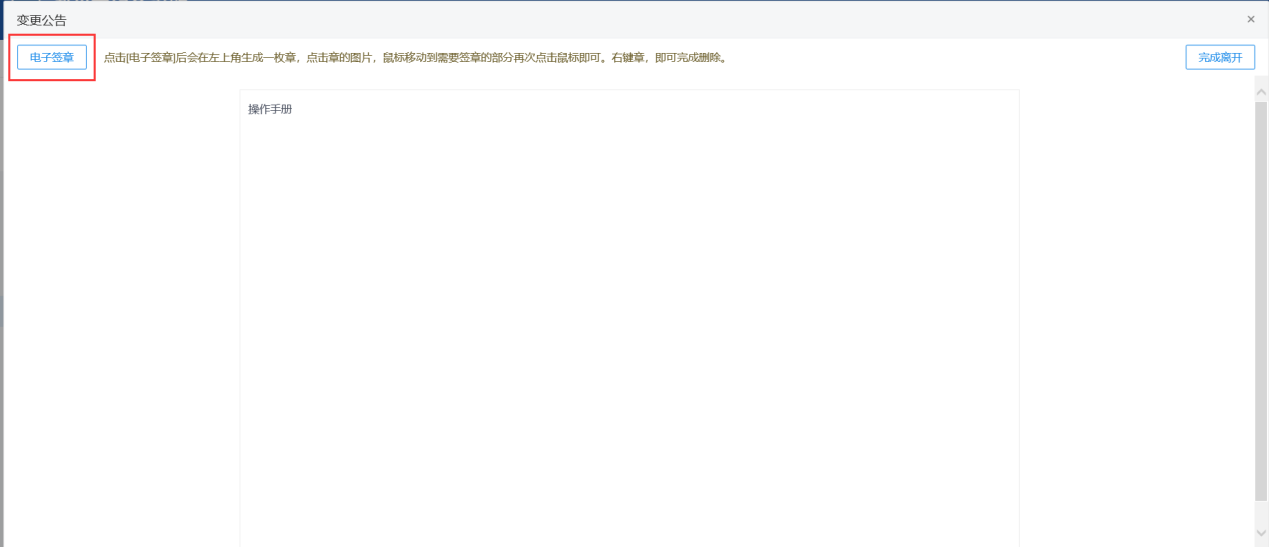 变更公告
×
电子签章
点击[电子签章]后会在左上角生成一枚章，点击章的图片，鼠标移动到需要签章的部分再次点击鼠标即可。右键章，即可完成删除。
完成离开
操作手册